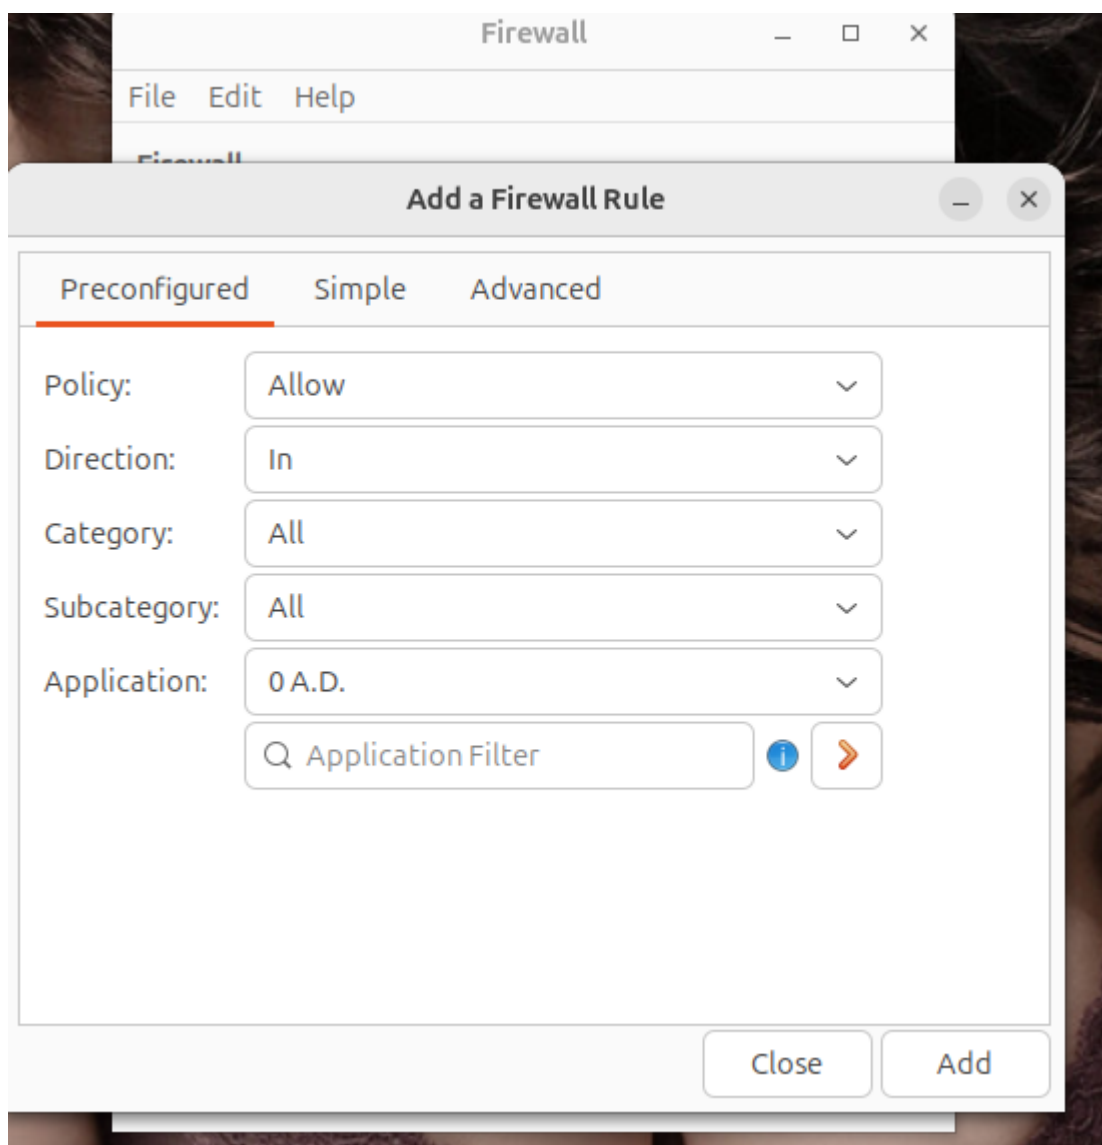 Firewall
File Edit Help
Firewall
Add a Firewall Rule
Preconfigured Simple Advanced
Policy: Allow
Direction: In
Category: All
Subcategory: All
Application: 0 A.D.
Application Filter
Close Add